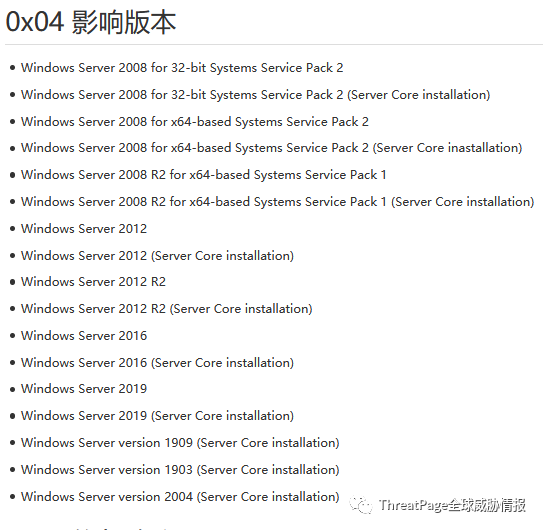 0x04 影响版本
Windows Server 2008 for 32-bit Systems Service Pack 2
Windows Server 2008 for 32-bit Systems Service Pack 2 (Server Core installation)
Windows Server 2008 for x64-based Systems Service Pack 2
Windows Server 2008 for x64-based Systems Service Pack 2 (Server Core inastallation)
Windows Server 2008 R2 for x64-based Systems Service Pack 1
Windows Server 2008 R2 for x64-based Systems Service Pack 1 (Server Core installation)
Windows Server 2012
Windows Server 2012 (Server Core installation)
Windows Server 2012 R2
Windows Server 2012 R2 (Server Core installation)
Windows Server 2016
Windows Server 2016 (Server Core installation)
Windows Server 2019
Windows Server 2019 (Server Core installation)
Windows Server version 1909 (Server Core installation)
Windows Server version 1903 (Server Core installation)
Windows Server version 2004 (Server Core installation)
ThreatPage全球威胁情报